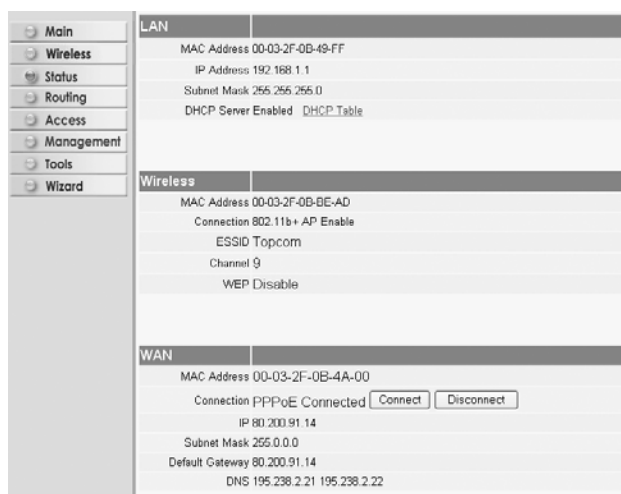 Main
Wireless
Status
Routing
Access
Management
Tools
Wizard
LAN
MAC Address 00-03-2F-0B-49-FF
IP Address 192.168.1.1
Subnet Mask 255.255.255.0
DHCP Server Enabled DHCP Table
Wireless
MAC Address 00-03-2F-0B-BE-AD
Connection 802.11b+ AP Enable
ESSID Topcom
Channel 9
WEP Disable
WAN
MAC Address 00-03-2F-0B-4A-00
Connection PPPoE Connected Connect Disconnect
IP 80.200.91.14
Subnet Mask 255.0.0.0
Default Gateway 80.200.91.14
DNS 195.238.2.21 195.238.2.22